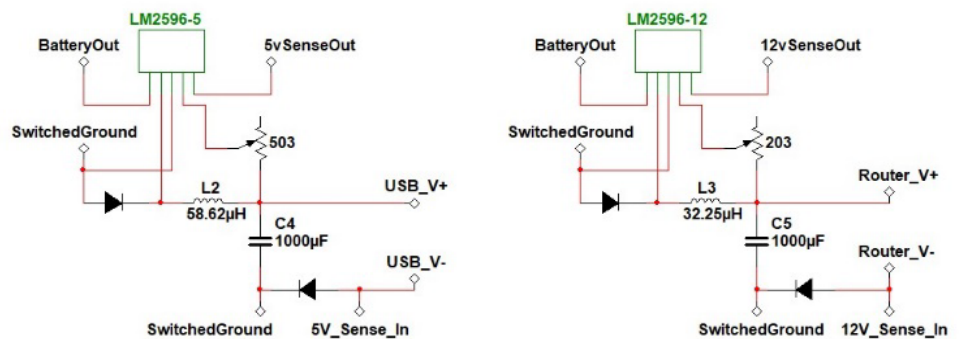 LM2596-5
BatteryOut
5vSenseOut
SwitchedGround
503
L2
58.62µH
USB_V+
C4
1000µF
USB_V-
SwitchedGround
5V_Sense_In
LM2596-12
BatteryOut
12vSenseOut
SwitchedGround
203
L3
32.25µH
Router_V+
C5
1000µF
Router_V-
SwitchedGround
12V_Sense_In